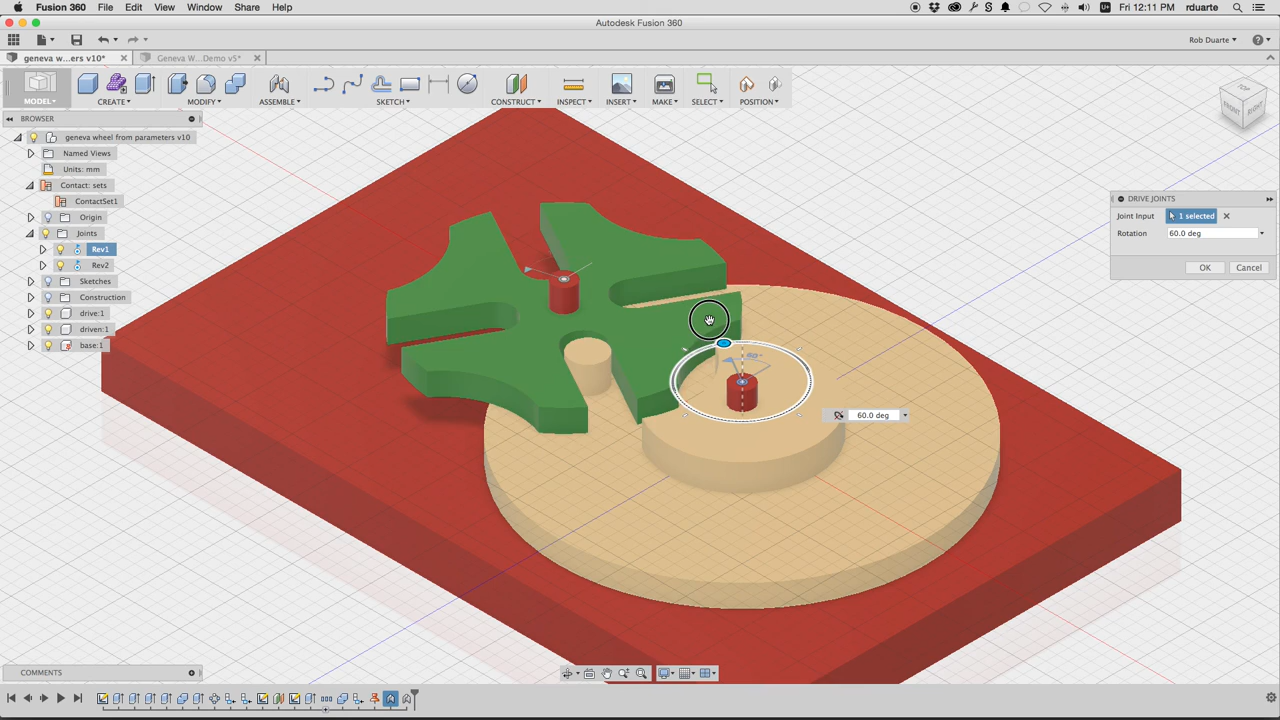 Fusion 360 File Edit View Window Share Help
U+ Fri 12:11 PM rduarte
Autodesk Fusion 360
Rob Duarte
geneva w...ers v10*
Geneva W...Demo v5*
MODEL CREATE MODIFY ASSEMBLE SKETCH CONSTRUCT INSPECT INSERT MAKE SELECT POSITION
BROWSER
geneva wheel from parameters v10
Named Views
Units: mm
Contact: sets
ContactSet1
Origin
Joints
Rev1
Rev2
Sketches
Construction
drive:1
driven:1
base:1
TOP
FRONT
RIGHT
DRIVE JOINTS
Joint Input 1 selected
Rotation 60.0 deg
OK Cancel
60.0 deg
COMMENTS